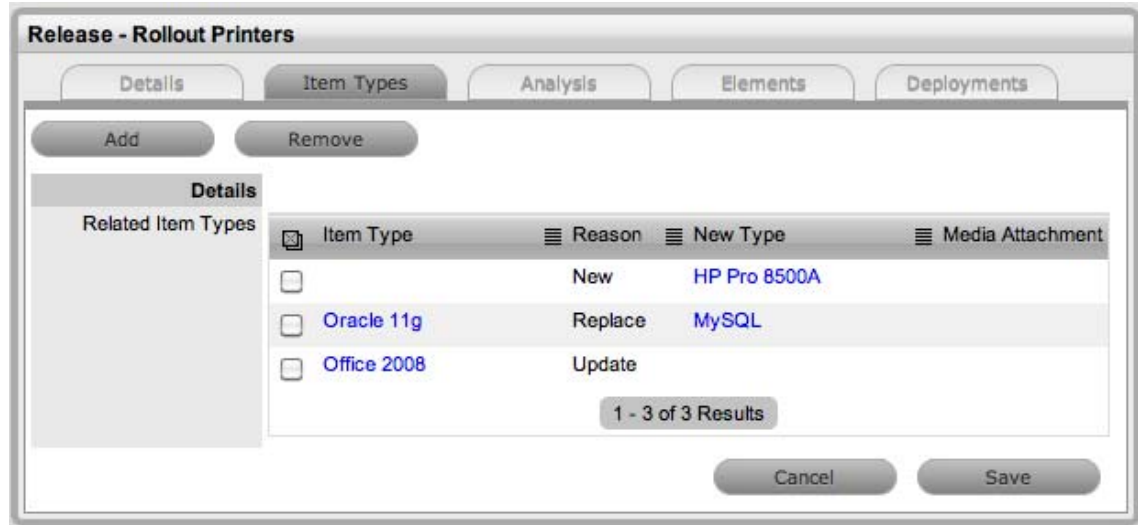 Release - Rollout Printers
Details Item Types Analysis Elements Deployments
Add Remove
Details
Related Item Types
Item Type Reason New Type Media Attachment
New HP Pro 8500A
Oracle 11g Replace MySQL
Office 2008 Update
1 - 3 of 3 Results
Cancel Save